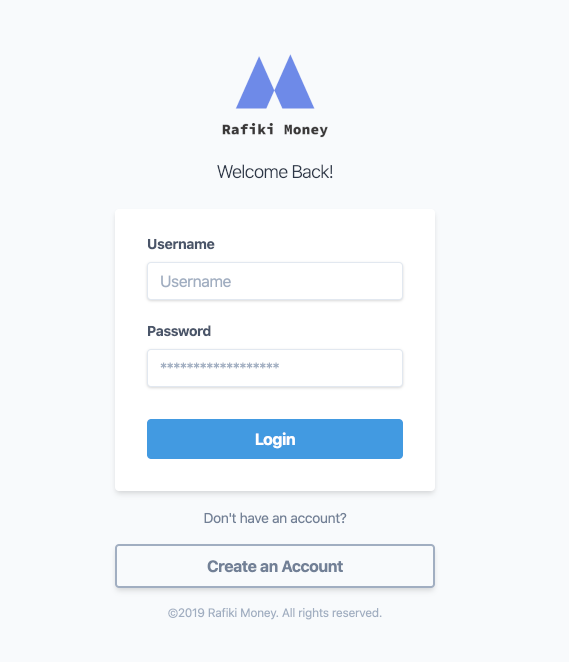 Rafiki Money
Welcome Back!
Username
Username
Password
******************
Login
Don't have an account?
Create an Account
©2019 Rafiki Money. All rights reserved.